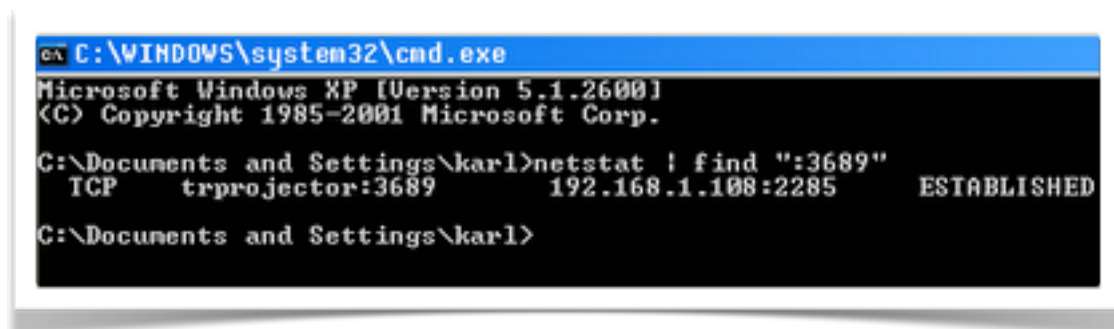 C:\WINDOWS\system32\cmd.exe
Microsoft Windows XP [Version 5.1.2600]
(C) Copyright 1985-2001 Microsoft Corp.
C:\Documents and Settings\karl>netstat | find ":3689"
TCP trprojector:3689 192.168.1.108:2285 ESTABLISHED
C:\Documents and Settings\karl>